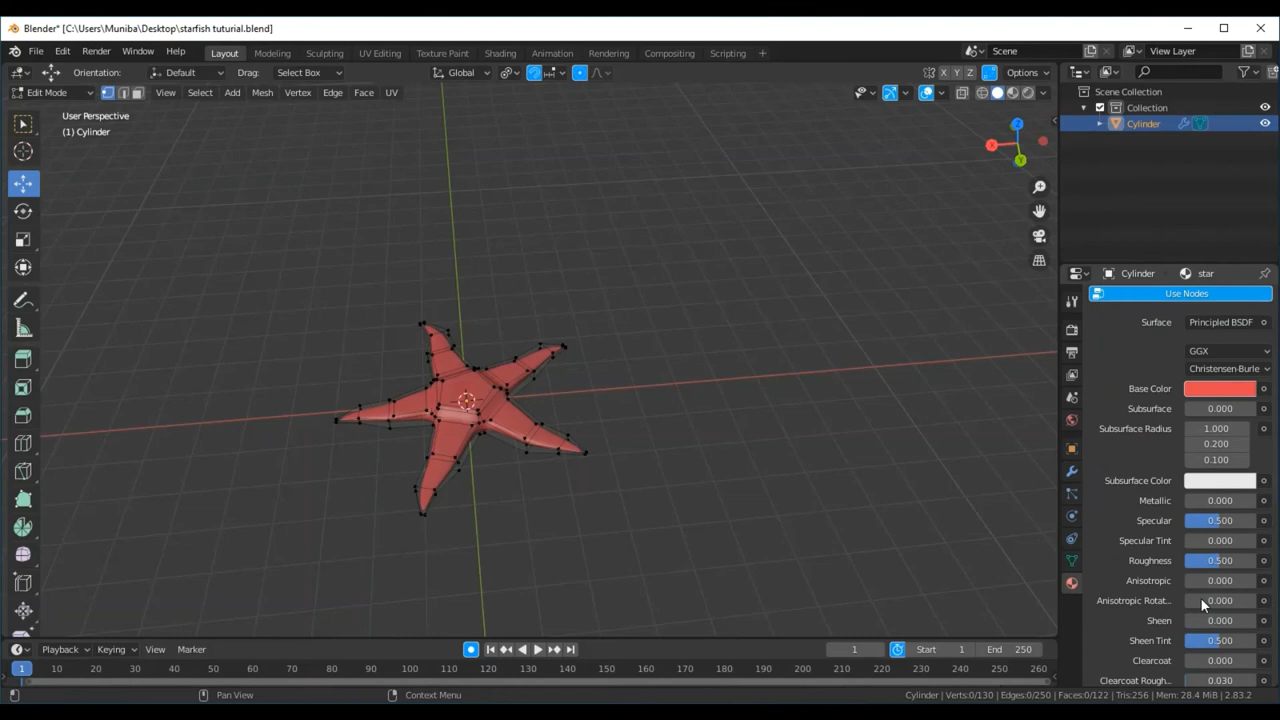 Blender* [C:\Users\Muniba\Desktop\starfish tuturial.blend]
File Edit Render Window Help Layout Modeling Sculpting UV Editing Texture Paint Shading Animation Rendering Compositing Scripting + Scene View Layer
Orientation: Default Drag: Select Box Global X Y Z Options
Edit Mode View Select Add Mesh Vertex Edge Face UV
Scene Collection
Collection
Cylinder
User Perspective
(1) Cylinder
Z
X
Y
Cylinder star
Use Nodes
Surface Principled BSDF
GGX
Christensen-Burle
Base Color
Subsurface 0.000
Subsurface Radius 1.000
0.200
0.100
Subsurface Color
Metallic 0.000
Specular 0.500
Specular Tint 0.000
Roughness 0.500
Anisotropic 0.000
Anisotropic Rotat... 0.000
Sheen 0.000
Sheen Tint 0.500
Clearcoat 0.000
Clearcoat Rough... 0.030
Playback Keying View Marker 1 Start 1 End 250
1 10 20 30 40 50 60 70 80 90 100 110 120 130 140 150 160 170 180 190 200 210 220 230 240 250 260
Pan View Context Menu Cylinder | Verts:0/130 | Edges:0/250 | Faces:0/122 | Tris:256 | Mem: 28.4 MiB | 2.83.2